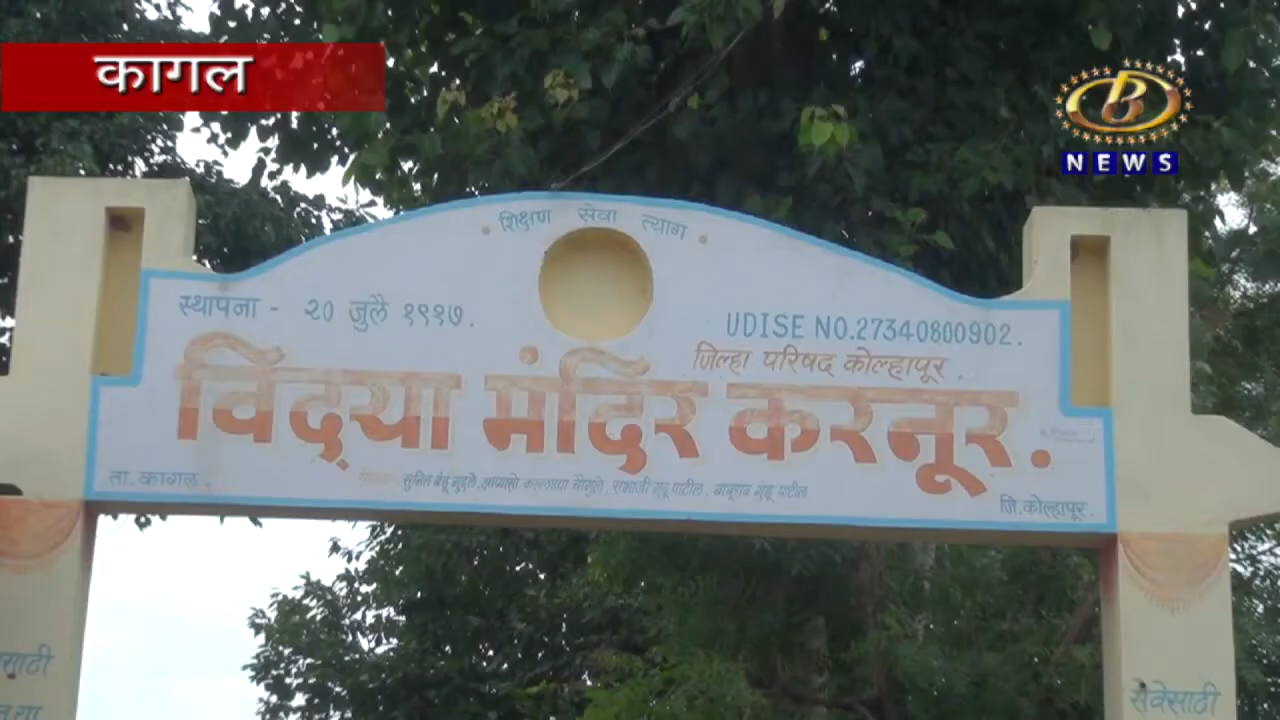 कागल
B
NEWS
शिक्षण सेवा त्याग
स्थापना - २० जुलै १९१७.
UDISE NO.27340800902.
जिल्हा परिषद कोल्हापूर.
विद्या मंदिर करनूर.
ता. कागल.
जि. कोल्हापूर.
सेवेसाठी